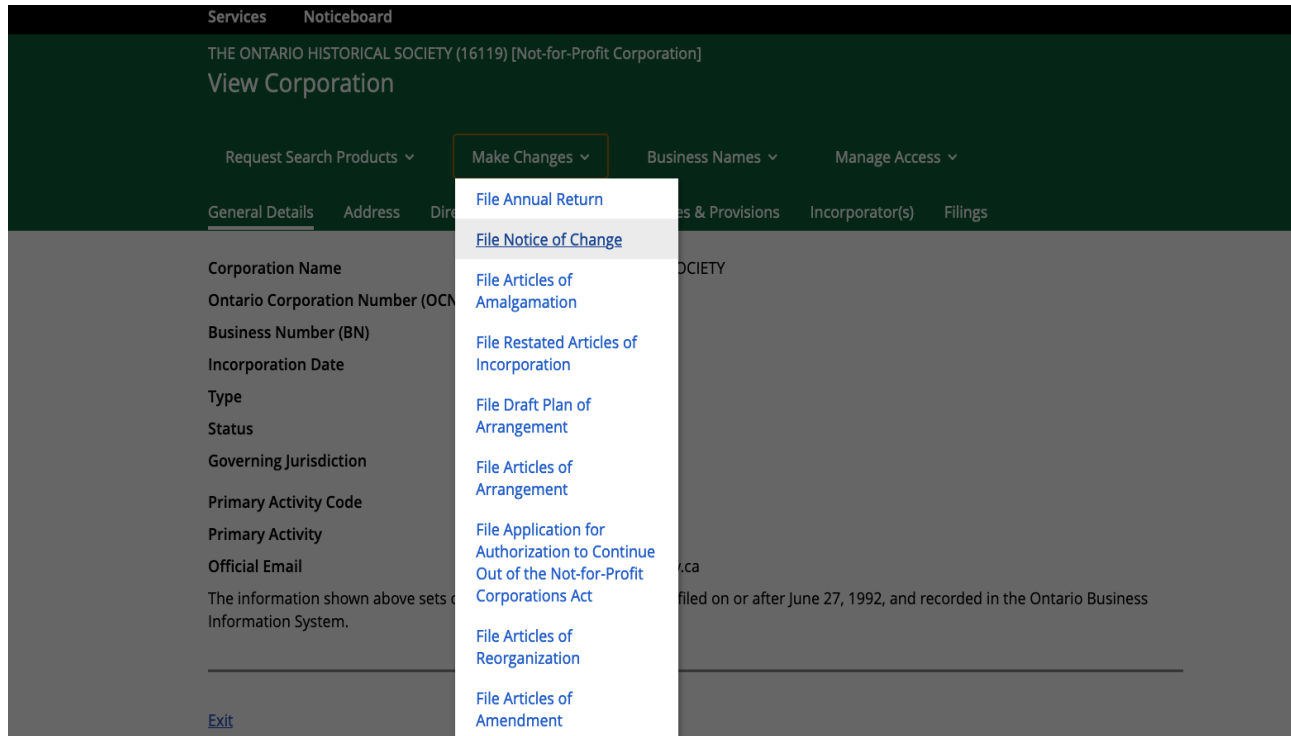 Services Noticeboard
THE ONTARIO HISTORICAL SOCIETY (16119) [Not-for-Profit Corporation]
View Corporation
Request Search Products Make Changes Business Names Manage Access
General Details Address Dire es & Provisions Incorporator(s) Filings
File Annual Return
File Notice of Change
File Articles of
Amalgamation
File Restated Articles of
Incorporation
File Draft Plan of
Arrangement
File Articles of
Arrangement
File Application for
Authorization to Continue
Out of the Not-for-Profit
Corporations Act
File Articles of
Reorganization
File Articles of
Amendment
Corporation Name OCIETY
Ontario Corporation Number (OCN
Business Number (BN)
Incorporation Date
Type
Status
Governing Jurisdiction
Primary Activity Code
Primary Activity
Official Email .ca
The information shown above sets filed on or after June 27, 1992, and recorded in the Ontario Business
Information System.
Exit